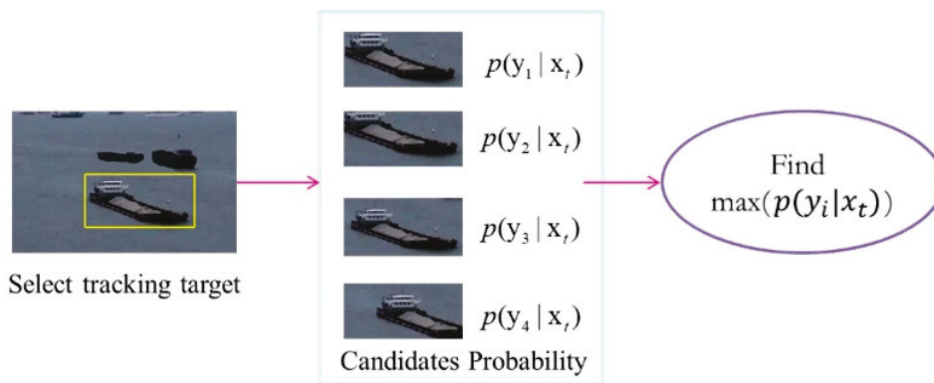 Select tracking target
p(y₁ | xₜ)
p(y₂ | xₜ)
p(y₃ | xₜ)
p(y₄ | xₜ)
Candidates Probability
Find
max(p(yᵢ|xₜ))